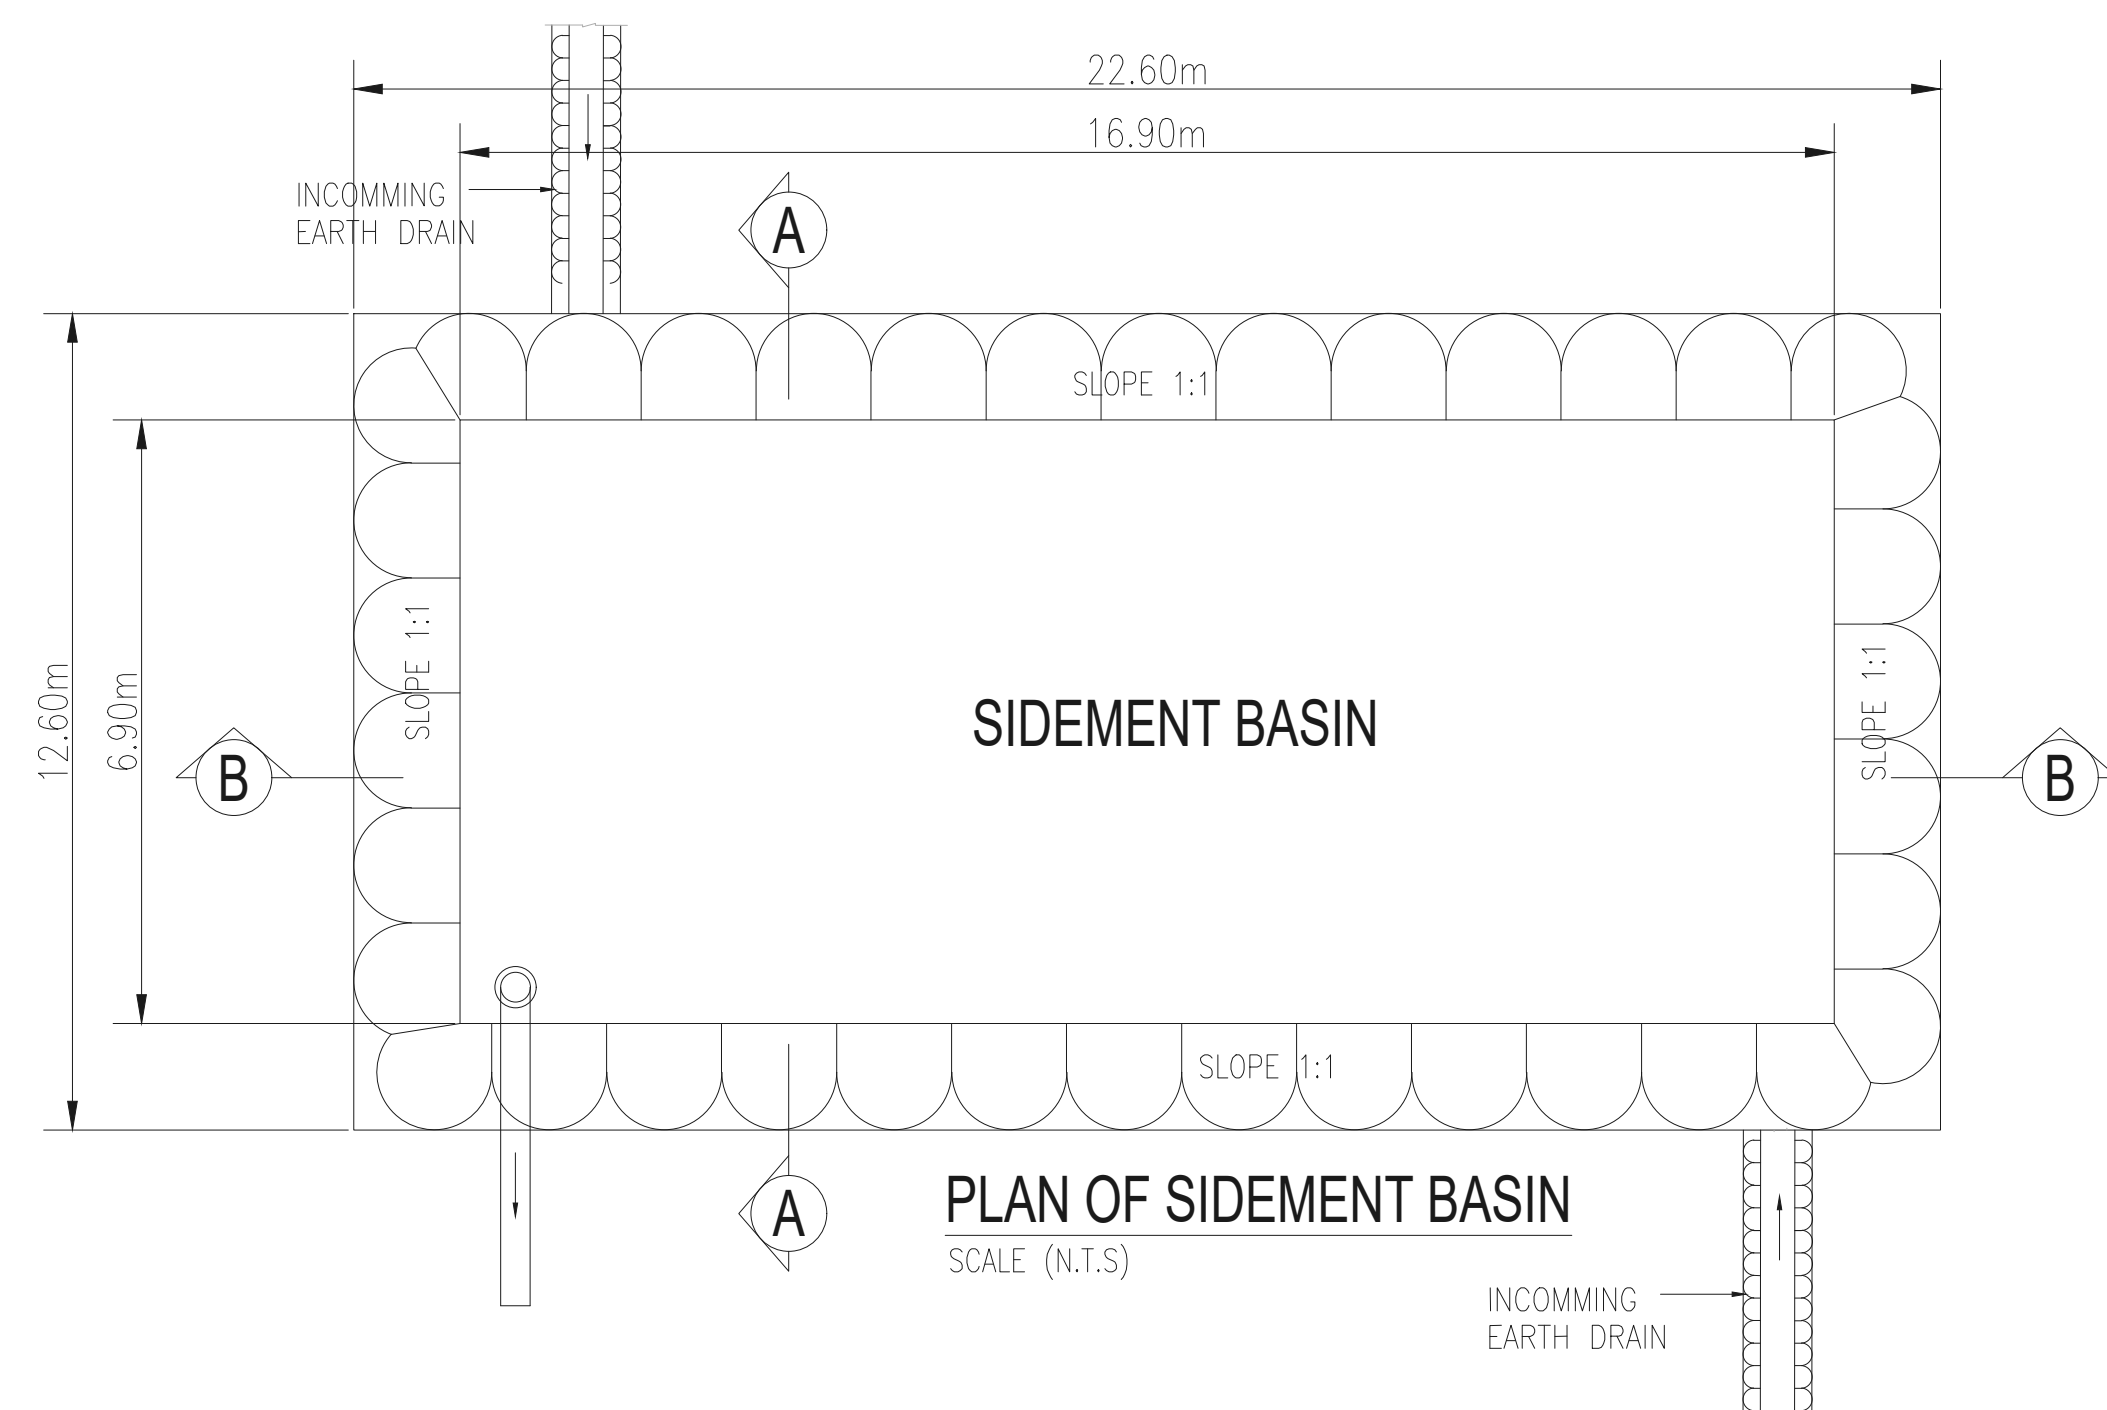 22.60m
16.90m
INCOMMING
EARTH DRAIN
A
SLOPE 1:1
12.60m
6.90m
SLOPE 1:1
SLOPE 1:1
SIDEMENT BASIN
B
B
SLOPE 1:1
A
PLAN OF SIDEMENT BASIN
SCALE (N.T.S)
INCOMMING
EARTH DRAIN